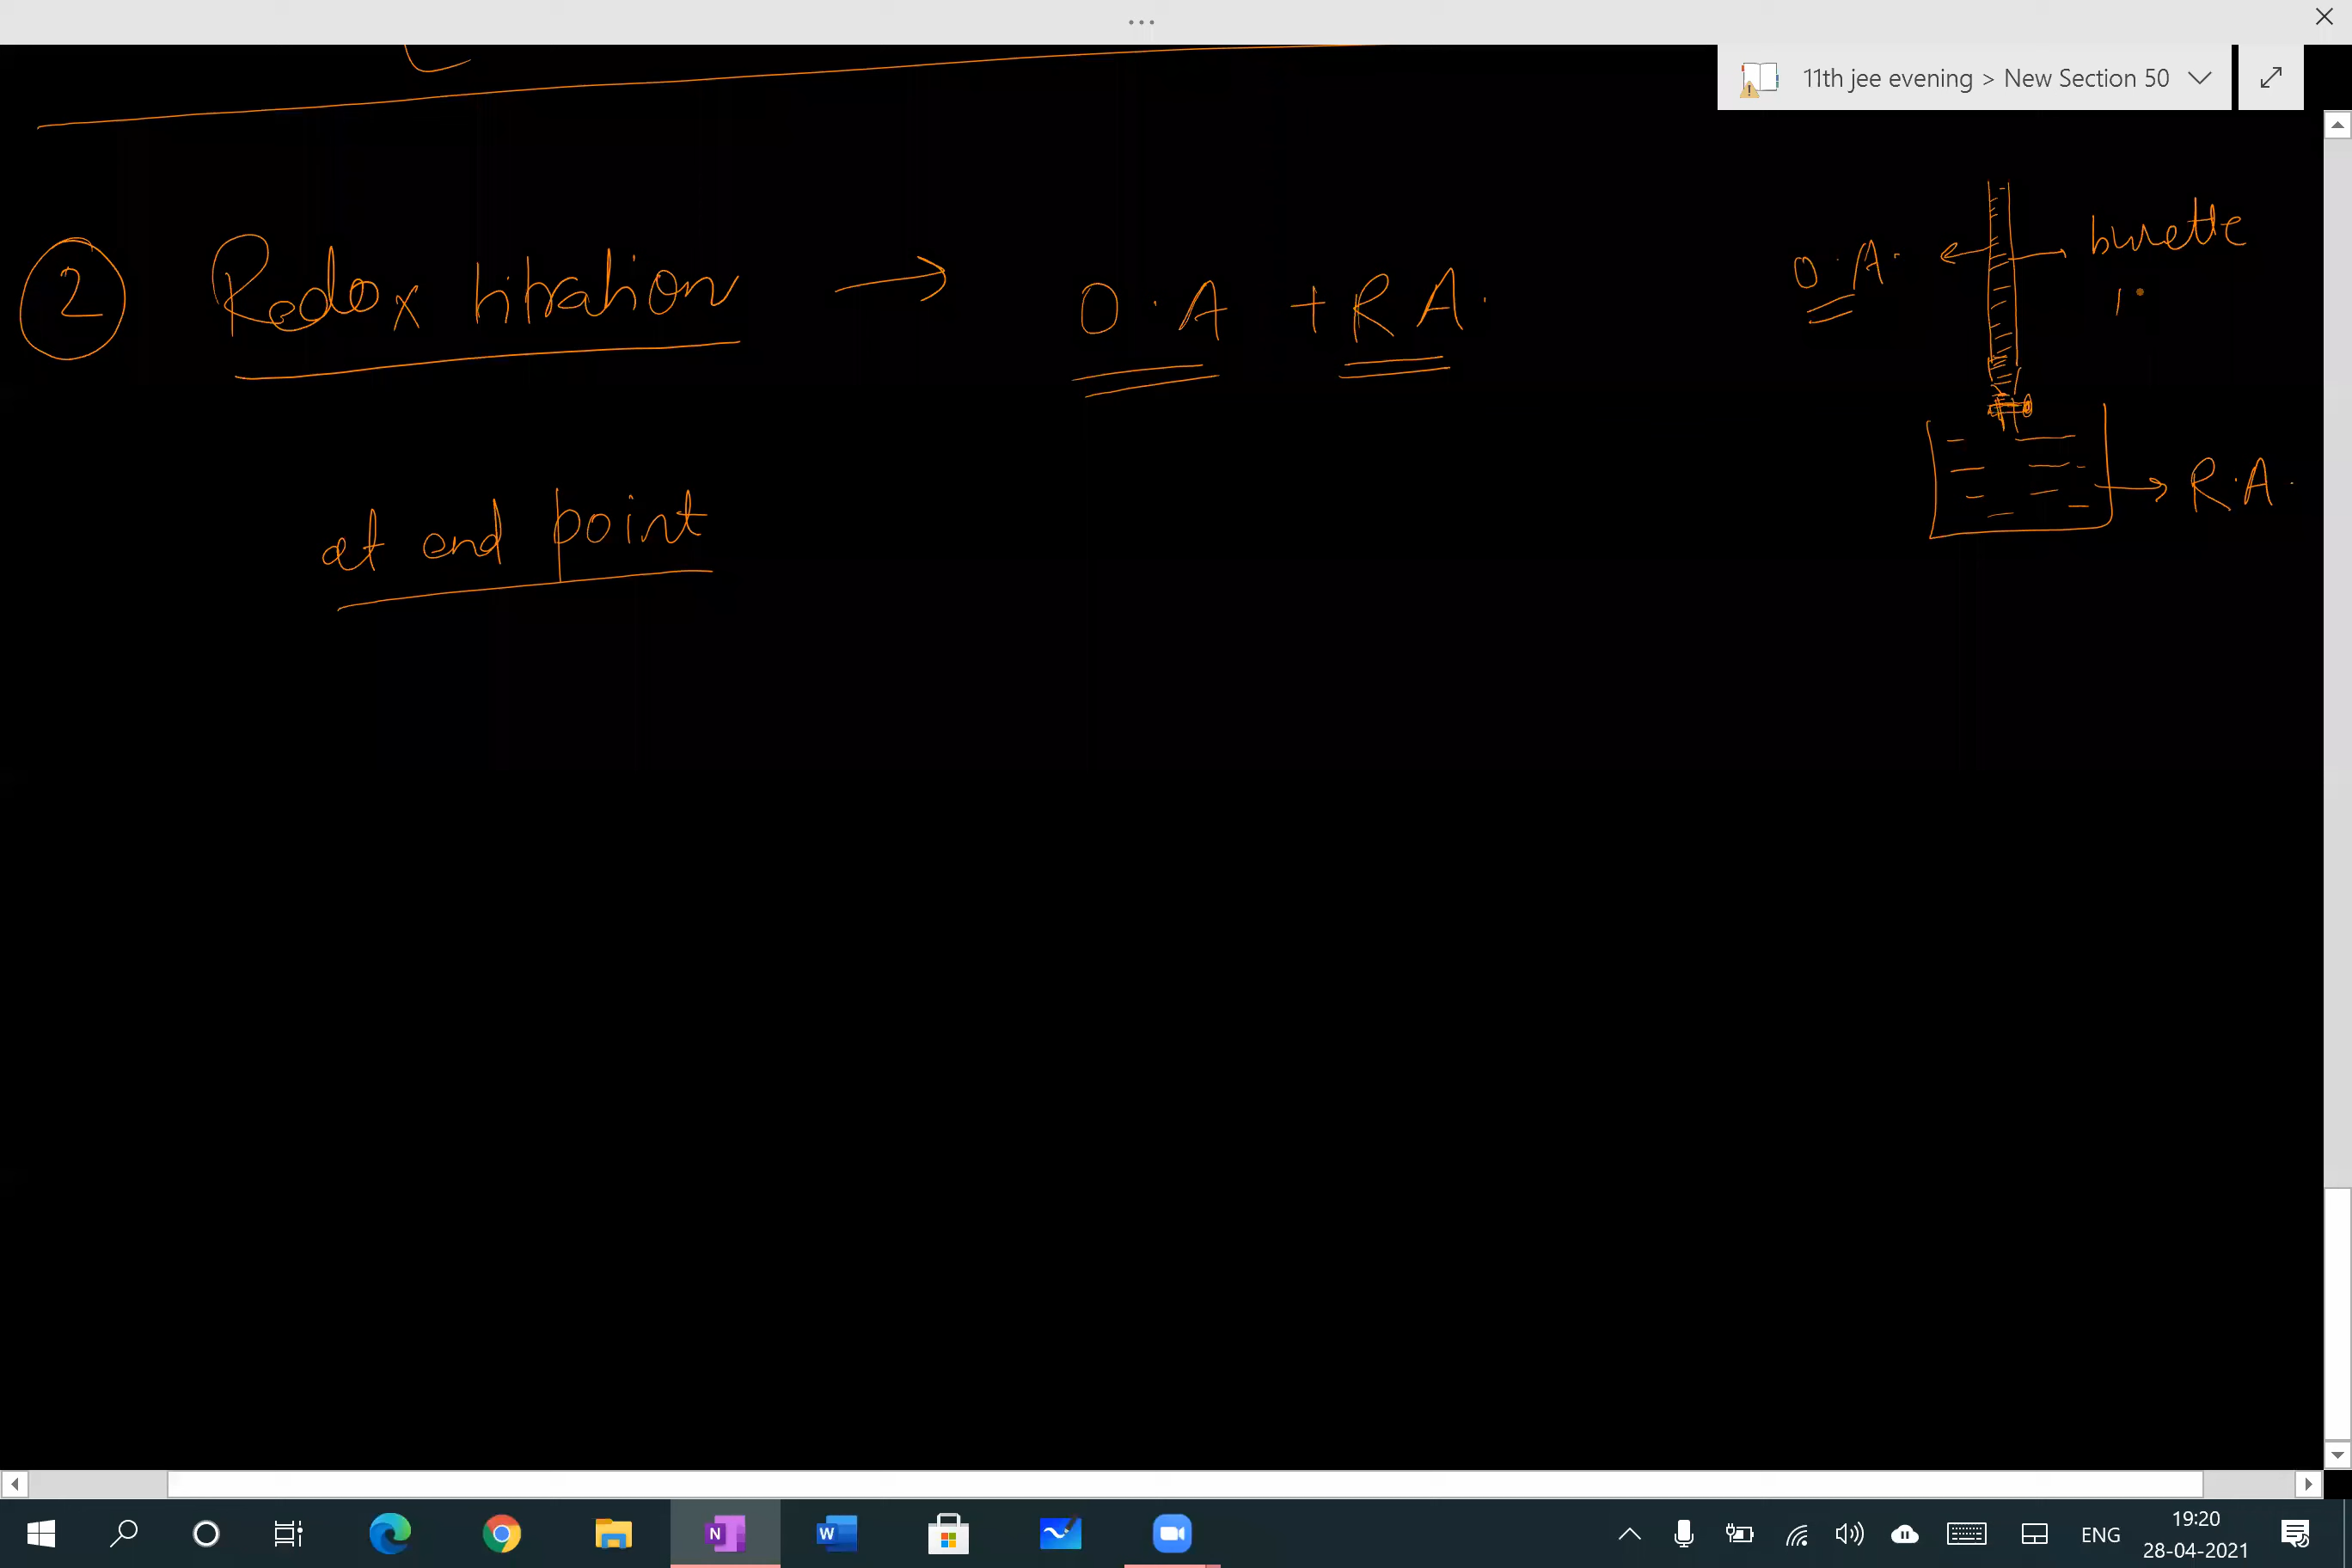 11th jee evening > New Section 50
2 Redox titration → O.A + R A.
O.A. burette
at end point
R.A.
ENG
19:20
28-04-2021